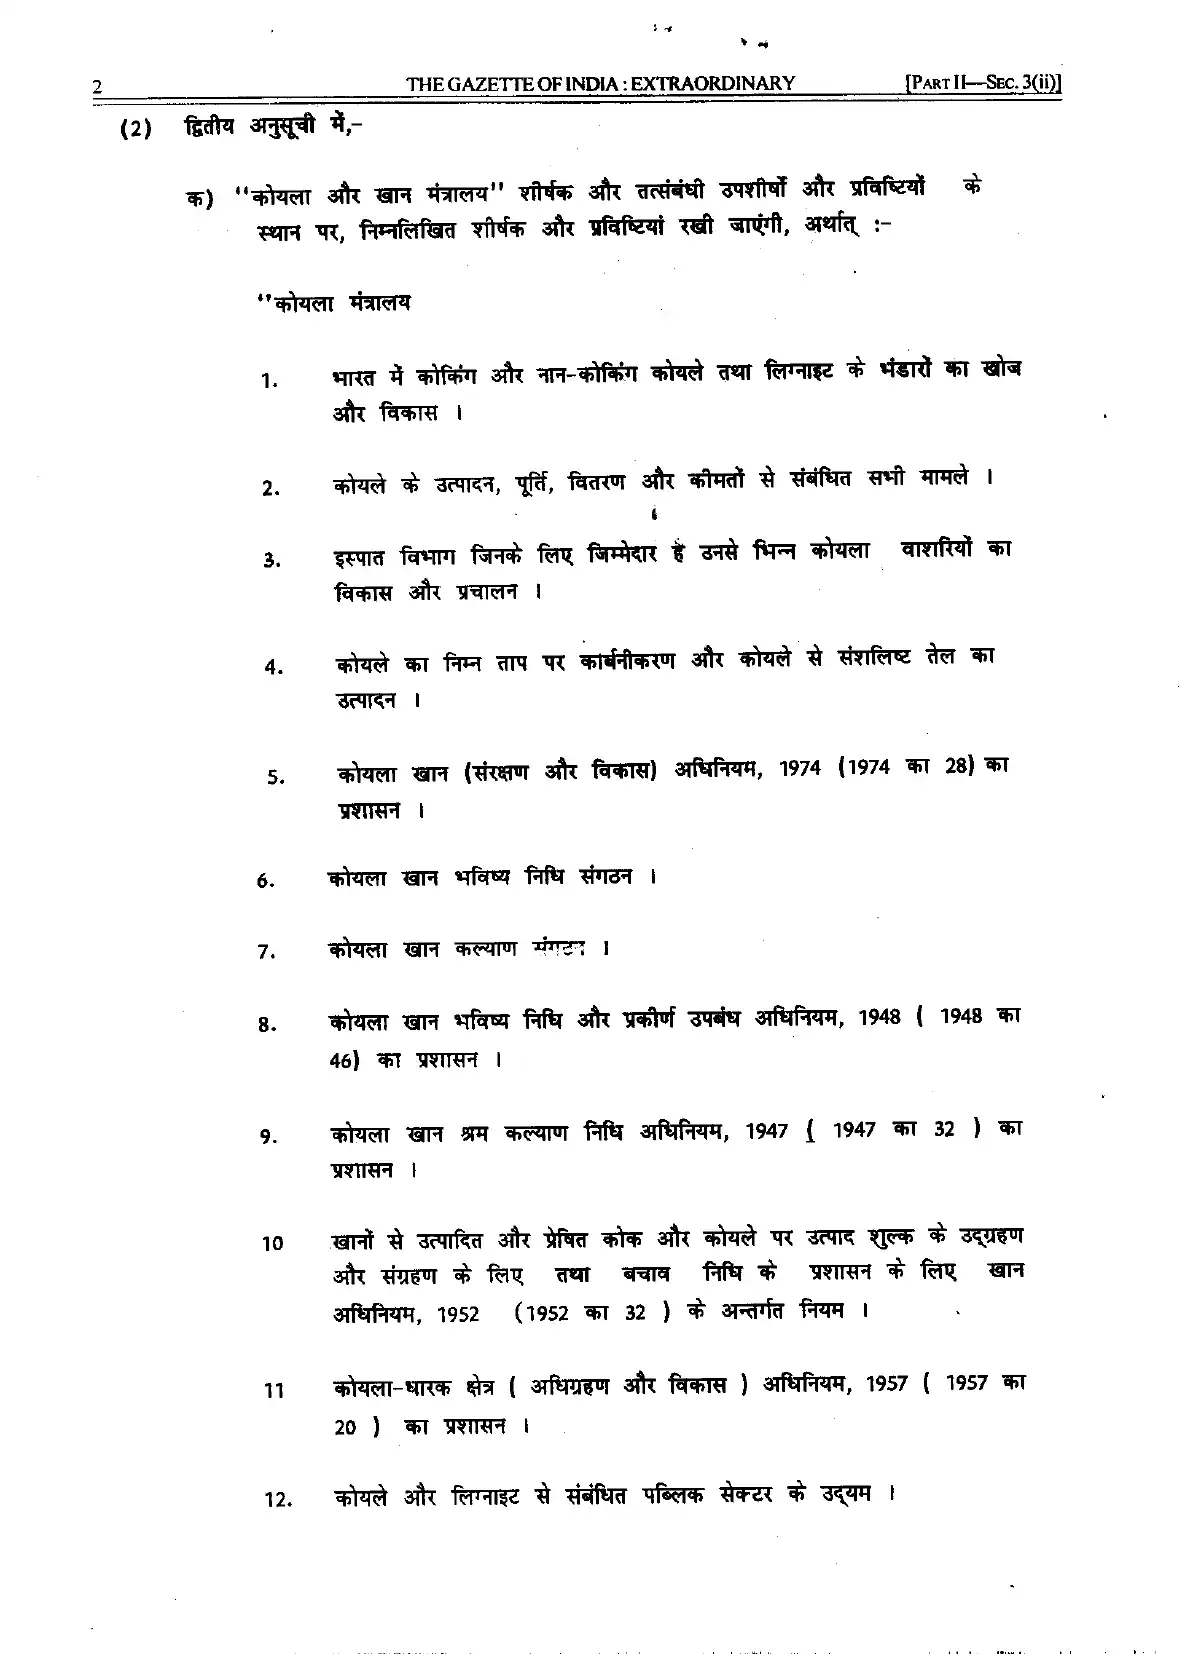 2 THE GAZETTE OF INDIA : EXTRAORDINARY [PART II—SEC. 3(ii)]
(2) द्वितीय अनुसूची में,-
क) ''कोयला और खान मंत्रालय'' शीर्षक और तत्संबंधी उपशीर्षों और प्रविष्टियों के
स्थान पर, निम्नलिखित शीर्षक और प्रविष्टियां रखी जाएंगी, अर्थात् :-
''कोयला मंत्रालय
1. भारत में कोकिंग और नान-कोकिंग कोयले तथा लिग्नाइट के भंडारों का खोज
और विकास ।
2. कोयले के उत्पादन, पूर्ति, वितरण और कीमतों से संबंधित सभी मामले ।
3. इस्पात विभाग जिनके लिए जिम्मेदार है उनसे भिन्न कोयला वाशरियों का
विकास और प्रचालन ।
4. कोयले का निम्न ताप पर कार्बनीकरण और कोयले से संशलिष्ट तेल का
उत्पादन ।
5. कोयला खान (संरक्षण और विकास) अधिनियम, 1974 (1974 का 28) का
प्रशासन ।
6. कोयला खान भविष्य निधि संगठन ।
7. कोयला खान कल्याण संगठन ।
8. कोयला खान भविष्य निधि और प्रकीर्ण उपबंध अधिनियम, 1948 ( 1948 का
46) का प्रशासन ।
9. कोयला खान श्रम कल्याण निधि अधिनियम, 1947 ( 1947 का 32 ) का
प्रशासन ।
10 खानों से उत्पादित और प्रेषित कोक और कोयले पर उत्पाद शुल्क के उद्ग्रहण
और संग्रहण के लिए तथा बचाव निधि के प्रशासन के लिए खान
अधिनियम, 1952 (1952 का 32 ) के अन्तर्गत नियम ।
11 कोयला-धारक क्षेत्र ( अधिग्रहण और विकास ) अधिनियम, 1957 ( 1957 का
20 ) का प्रशासन ।
12. कोयले और लिग्नाइट से संबंधित पब्लिक सेक्टर के उद्यम ।